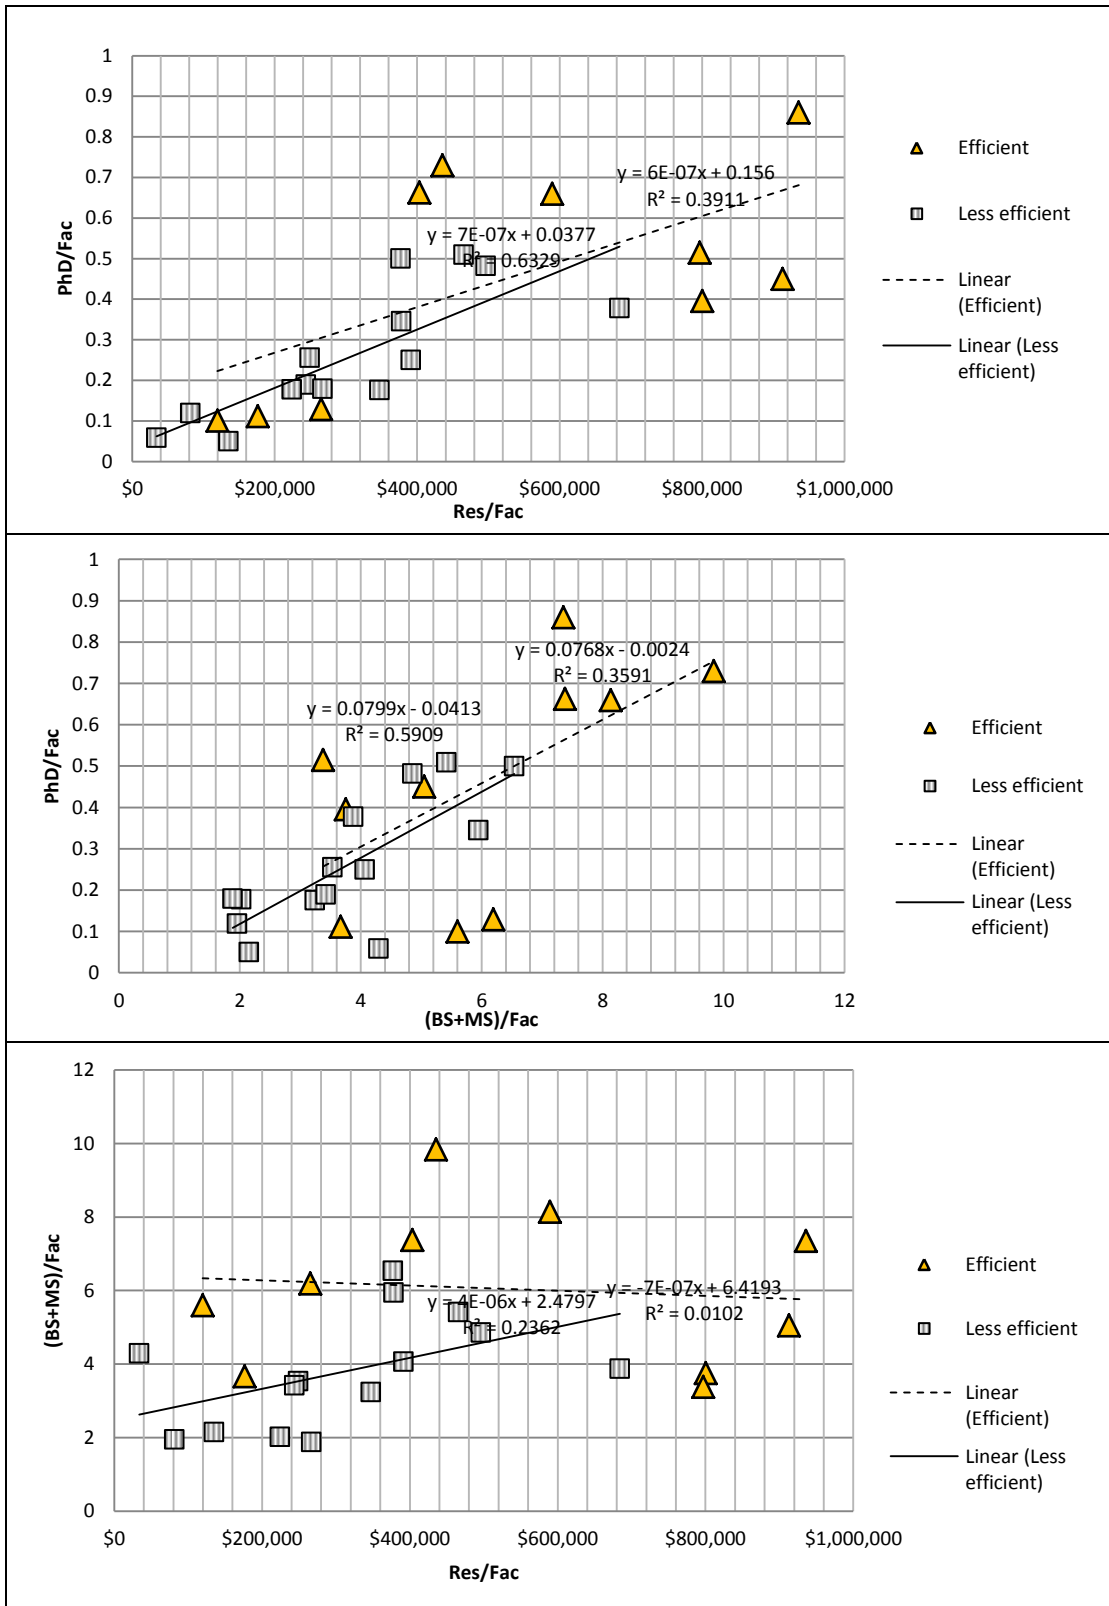 1
0.9
0.8
0.7
0.6
0.5
0.4
0.3
0.2
0.1
0
PhD/Fac
y = 6E-07x + 0.156
R² = 0.3911
y = 7E-07x + 0.0377
R² = 0.6329
$0 $200,000 $400,000 $600,000 $800,000 $1,000,000
Res/Fac
Efficient
Less efficient
Linear
(Efficient)
Linear (Less
efficient)
1
0.9
0.8
0.7
0.6
0.5
0.4
0.3
0.2
0.1
0
PhD/Fac
y = 0.0768x - 0.0024
R² = 0.3591
y = 0.0799x - 0.0413
R² = 0.5909
0 2 4 6 8 10 12
(BS+MS)/Fac
Efficient
Less efficient
Linear
(Efficient)
Linear (Less
efficient)
12
10
8
6
4
2
0
(BS+MS)/Fac
y = -7E-07x + 6.4193
R² = 0.0102
y = 4E-06x + 2.4797
R² = 0.2362
$0 $200,000 $400,000 $600,000 $800,000 $1,000,000
Res/Fac
Efficient
Less efficient
Linear
(Efficient)
Linear (Less
efficient)